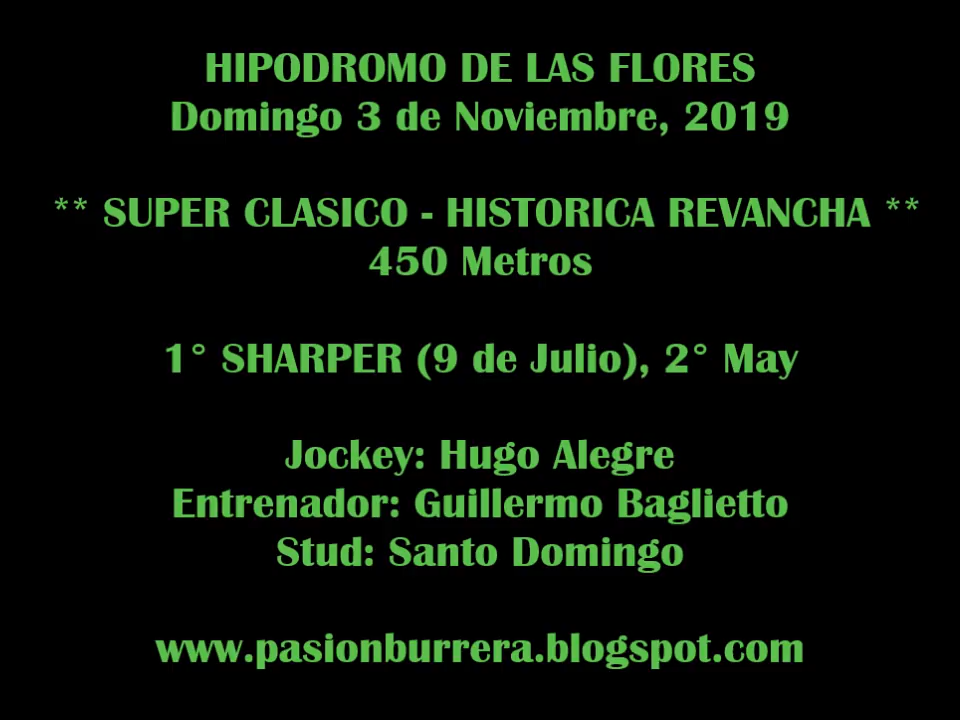 HIPODROMO DE LAS FLORES
Domingo 3 de Noviembre, 2019
** SUPER CLASICO - HISTORICA REVANCHA **
450 Metros
1° SHARPER (9 de Julio), 2° May
Jockey: Hugo Alegre
Entrenador: Guillermo Baglietto
Stud: Santo Domingo
www.pasionburrera.blogspot.com